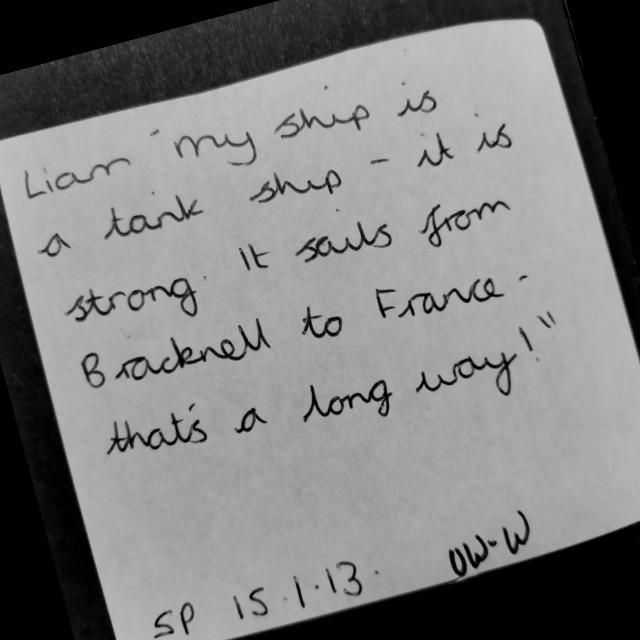 Liam "my ship is
a tank ship - it is
strong. It sails from
Bracknell to France -
that's a long way!"
SP 15.1.13. UW-W